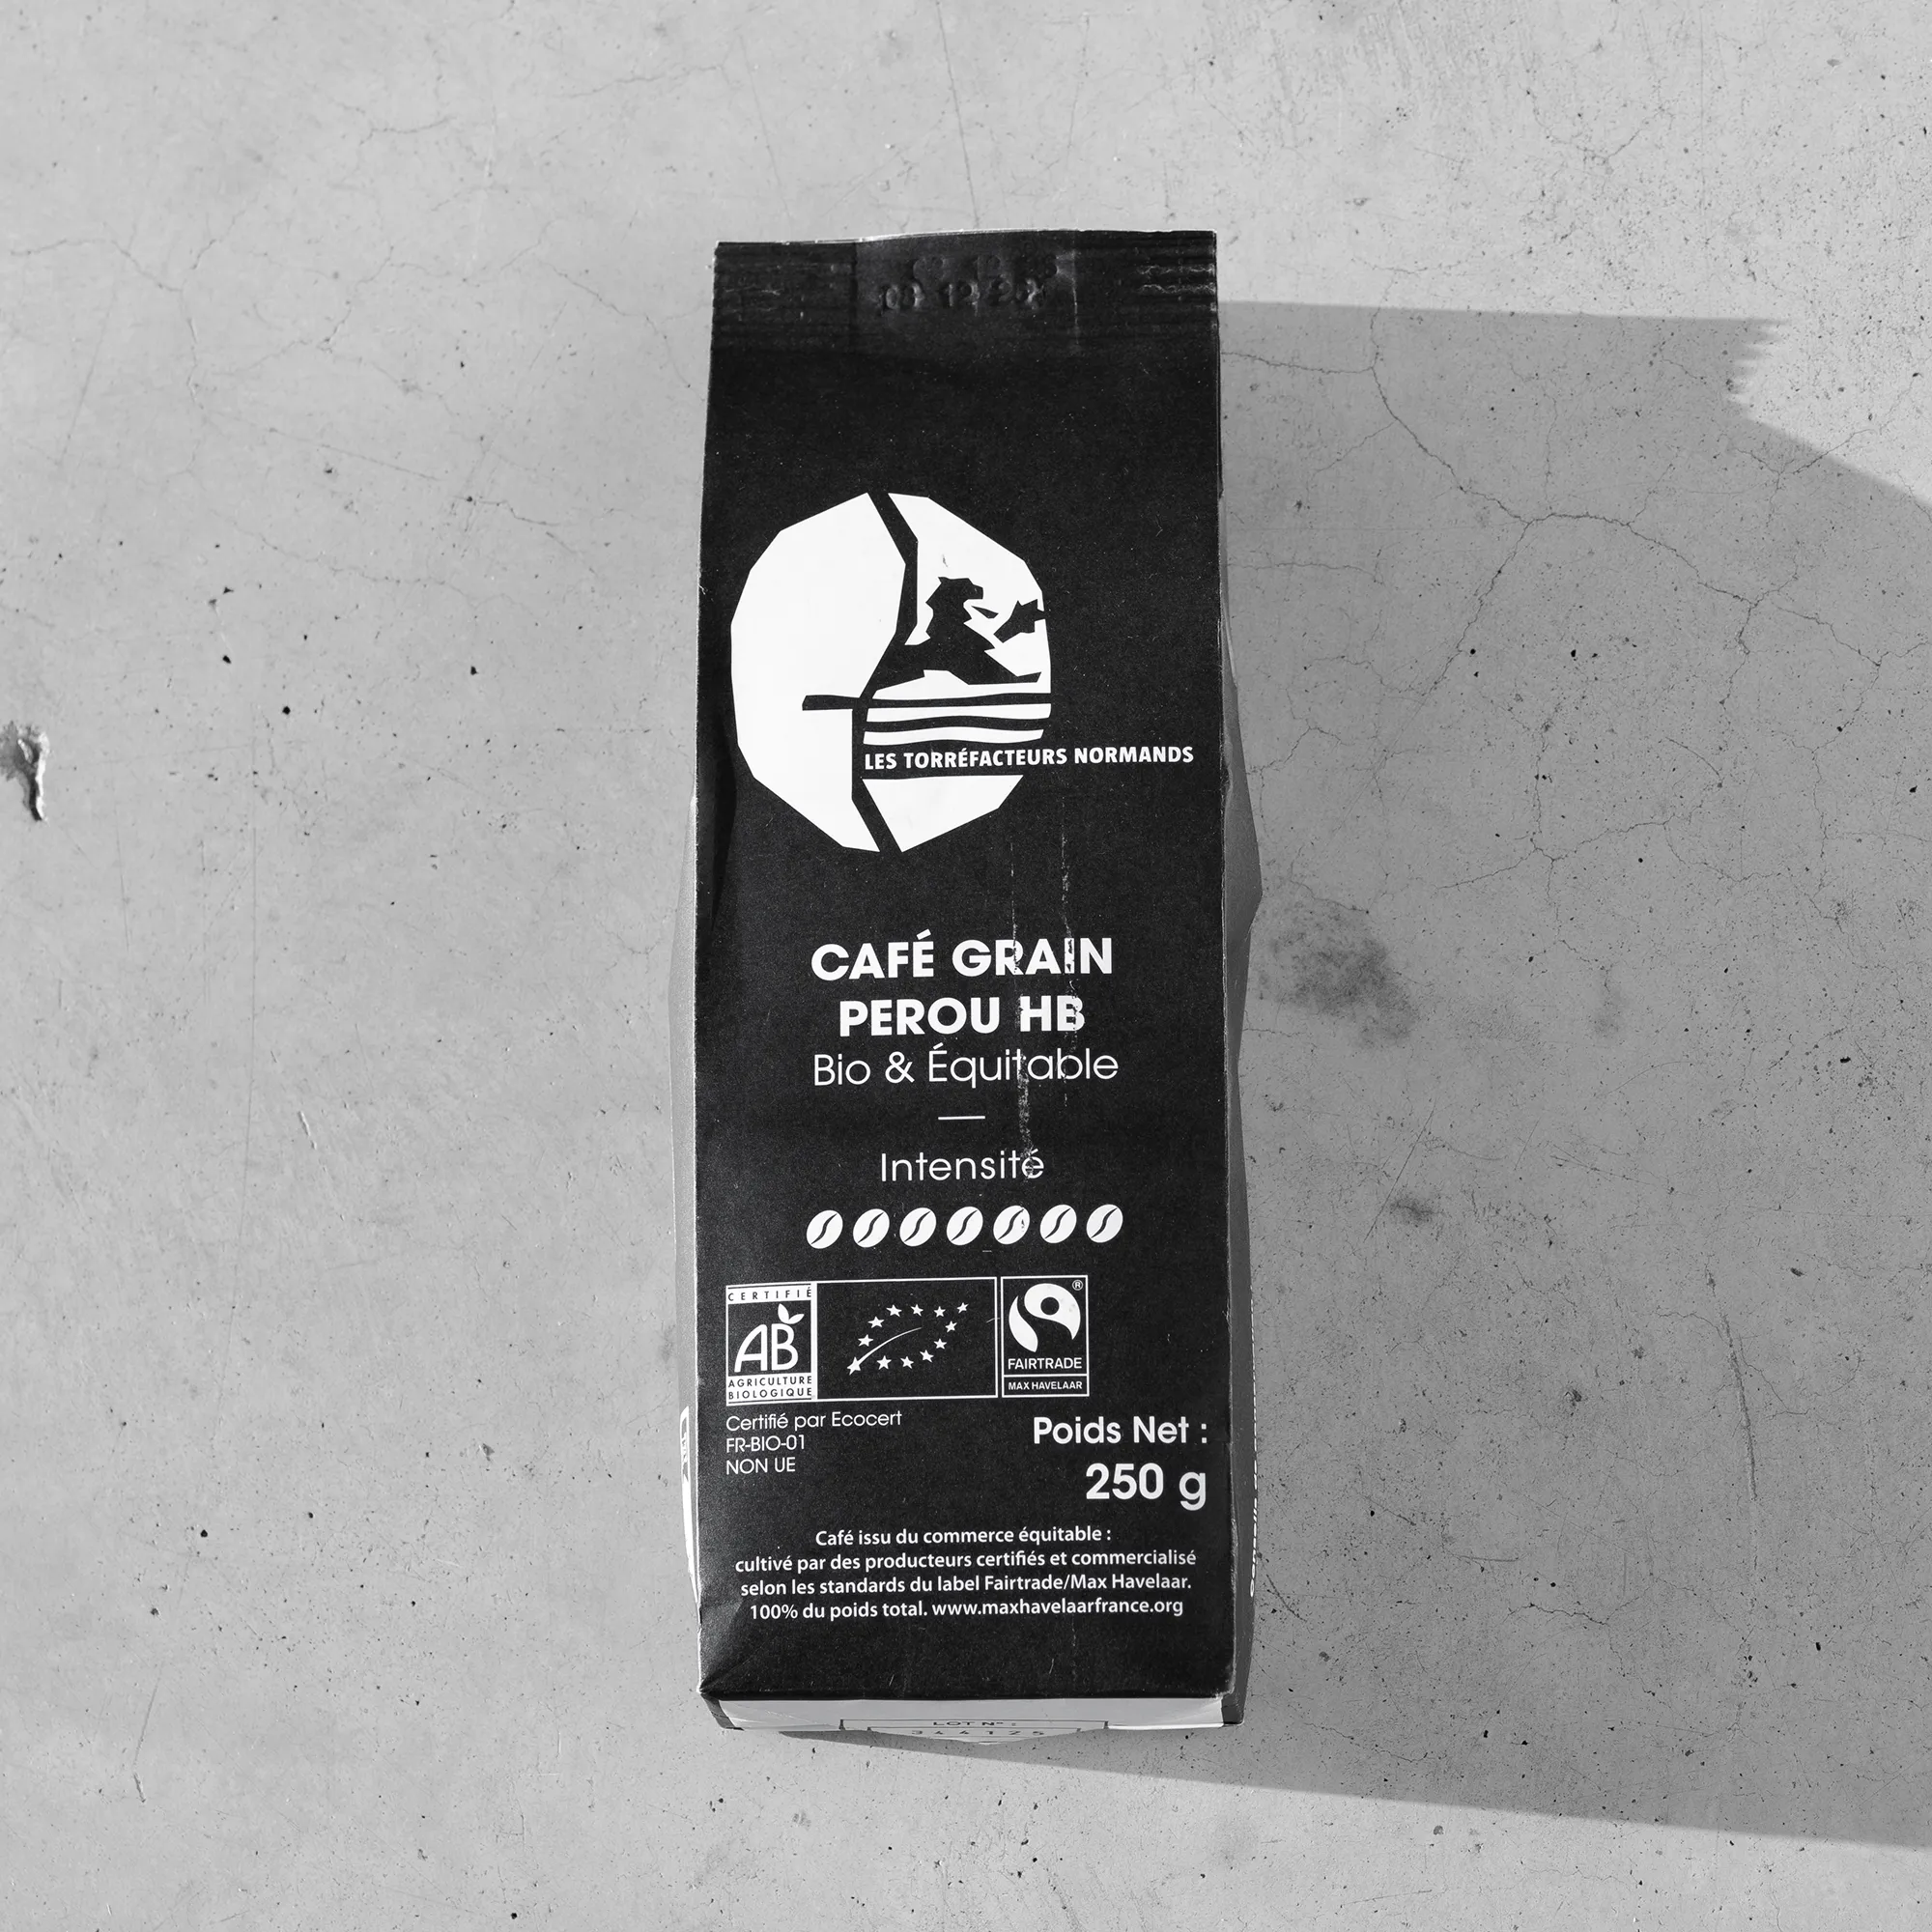 LES TORRÉFACTEURS NORMANDS
CAFÉ GRAIN
PEROU HB
Bio & Équitable
Intensité
CERTIFIÉ
AB
AGRICULTURE
BIOLOGIQUE
®
FAIRTRADE
MAX HAVELAAR
Certifié par Ecocert
FR-BIO-01
NON UE
Poids Net :
250 g
Café issu du commerce équitable :
cultivé par des producteurs certifiés et commercialisé
selon les standards du label Fairtrade/Max Havelaar.
100% du poids total. www.maxhavelaarfrance.org
LOT N° :
344125